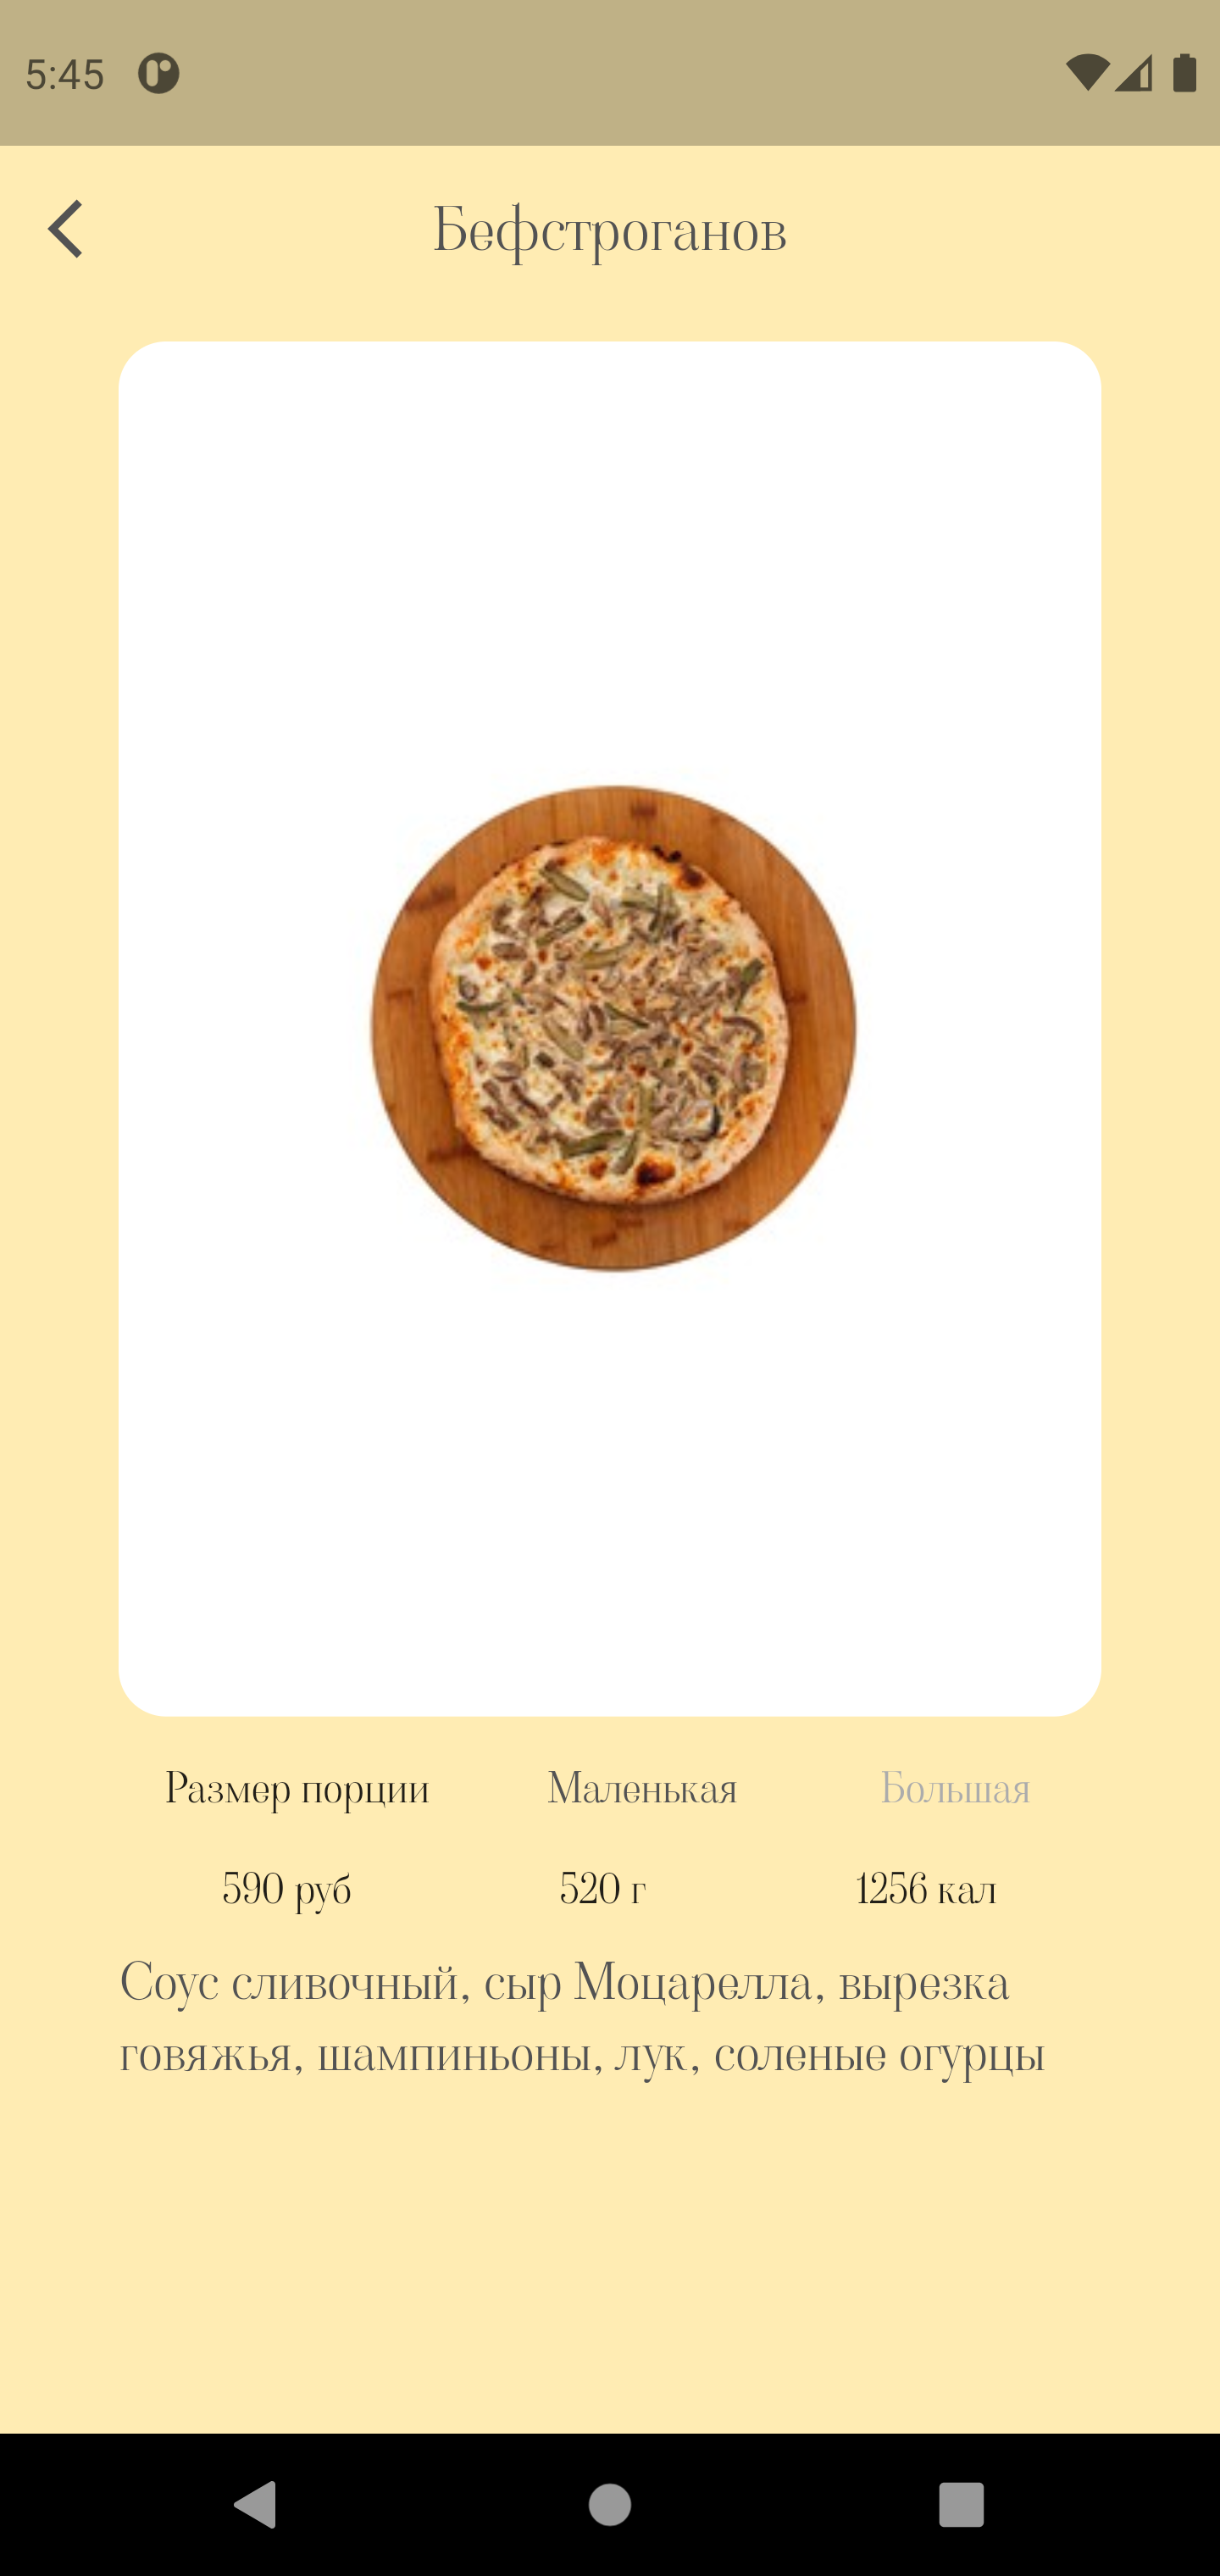 5:45
Бефстроганов
Размер порции Маленькая Большая
590 руб 520 г 1256 кал
Соус сливочный, сыр Моцарелла, вырезка
говяжья, шампиньоны, лук, соленые огурцы